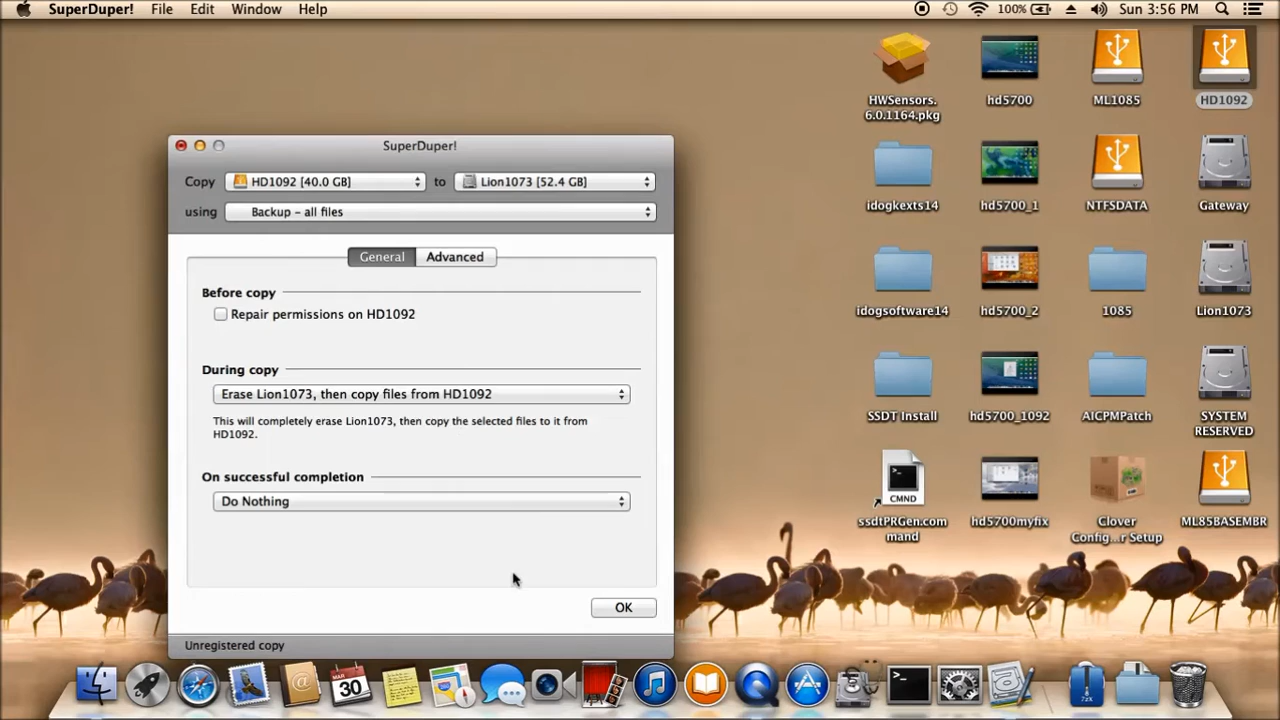 SuperDuper! File Edit Window Help 100% Sun 3:56 PM
SuperDuper!
Copy HD1092 [40.0 GB] to Lion1073 [52.4 GB]
using Backup – all files
General Advanced
Before copy
Repair permissions on HD1092
During copy
Erase Lion1073, then copy files from HD1092
This will completely erase Lion1073, then copy the selected files to it from
HD1092.
On successful completion
Do Nothing
OK
Unregistered copy
HWSensors.
6.0.1164.pkg
hd5700
ML1085
HD1092
idogkexts14
hd5700_1
NTFSDATA
Gateway
idogsoftware14
hd5700_2
1085
Lion1073
SSDT Install
hd5700_1092
AICPMPatch
SYSTEM
RESERVED
CMND
ssdtPRGen.com
mand
hd5700myfix
Clover
Config...r Setup
ML85BASEMBR
MAR
30
7zX